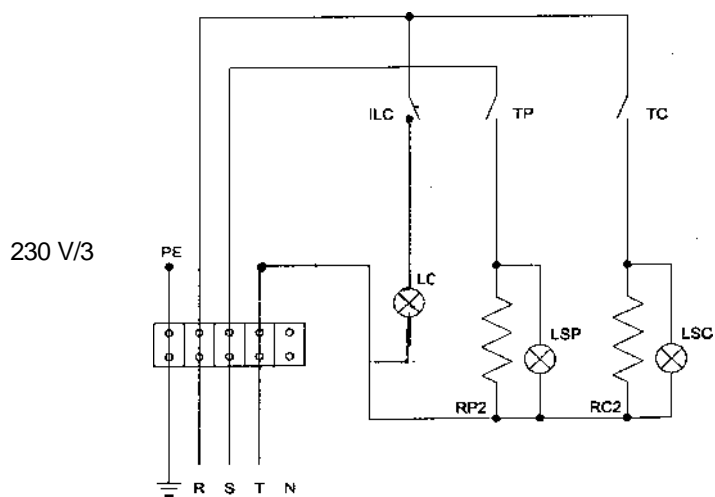 ILC TP TC
230 V/3 PE
LC
LSP LSC
RP2 RC2
R S T N